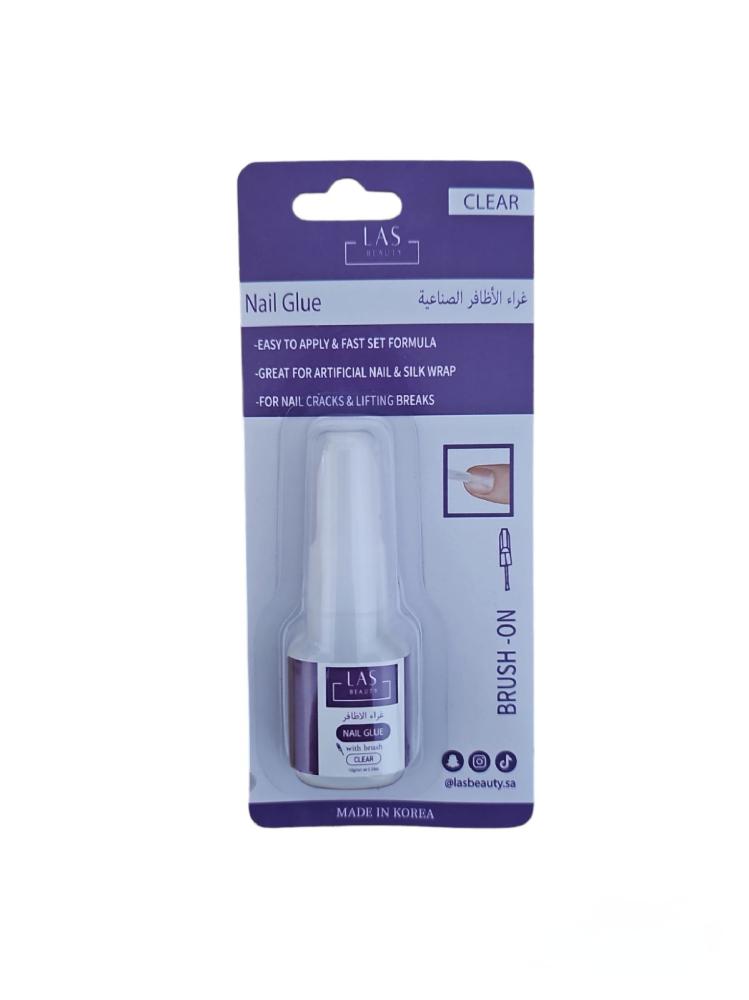 CLEAR
LAS
BEAUTY
Nail Glue
غراء الأظافر الصناعية
-EASY TO APPLY & FAST SET FORMULA
-GREAT FOR ARTIFICIAL NAIL & SILK WRAP
-FOR NAIL CRACKS & LIFTING BREAKS
BRUSH -ON
LAS
BEAUTY
غراء الاظافر
NAIL GLUE
with brush
CLEAR
@lasbeauty.sa
MADE IN KOREA